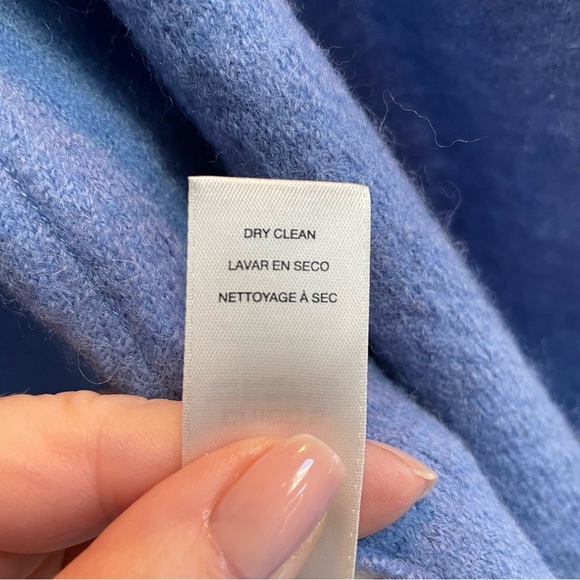 DRY CLEAN
LAVAR EN SECO
NETTOYAGE À SEC